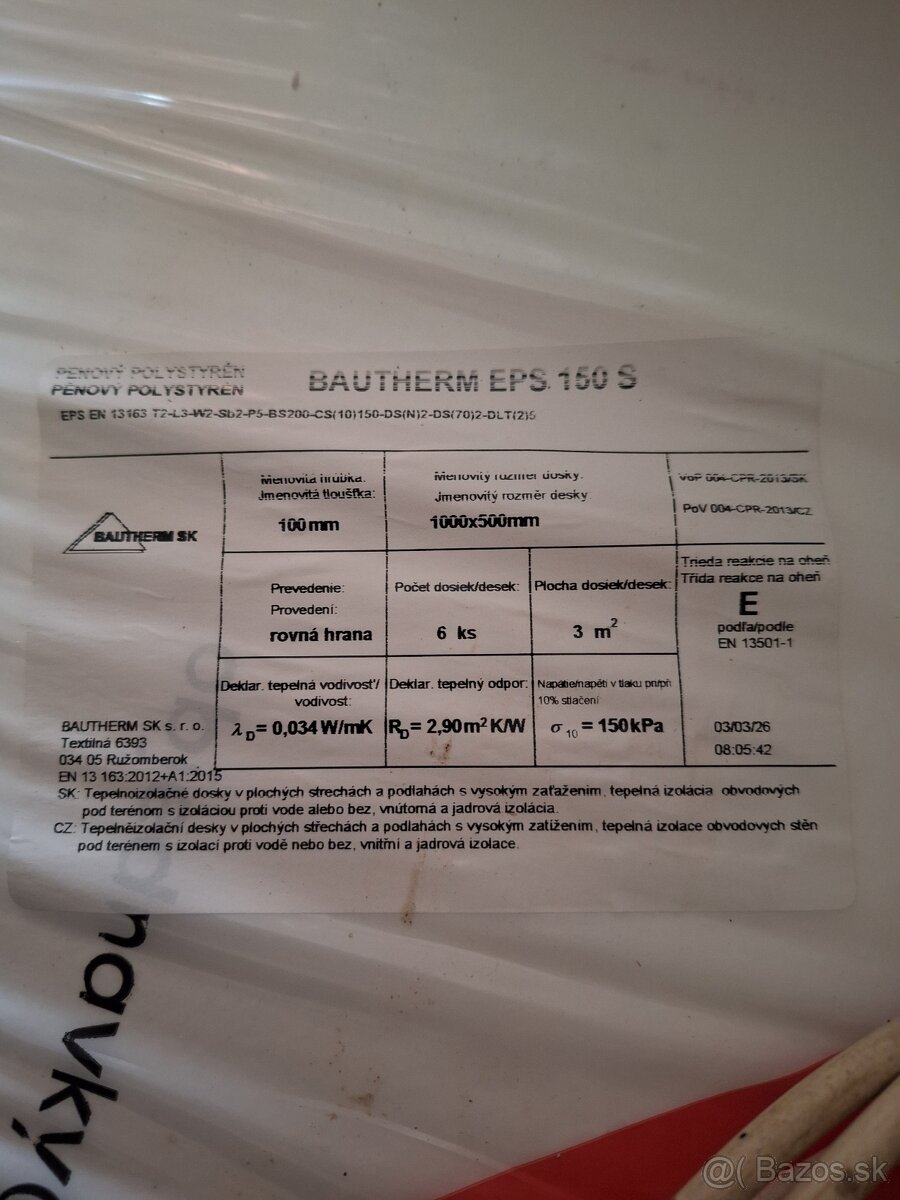 PENOVÝ POLYSTYRÉN
PĚNOVÝ POLYSTYREN
BAUTHERM EPS 150 S
EPS EN 13163 T2-L3-W2-Sb2-P5-BS200-CS(10)150-DS(N)2-DS(70)2-DLT(2)5
BAUTHERM SK
Menovitá hrúbka:
Jmenovitá tloušťka:
100 mm
Menovitý rozmer dosky:
Jmenovitý rozměr desky:
1000x500mm
VoP 004-CPR-2013/SK
PoV 004-CPR-2013/CZ
Prevedenie:
Provedení:
rovná hrana
Počet dosiek/desek:
6 ks
Plocha dosiek/desek:
3 m²
Trieda reakcie na oheň
Třída reakce na oheň
E
podľa/podle
EN 13501-1
Deklar. tepelná vodivosť/
vodivost:
λD = 0,034 W/mK
Deklar. tepelný odpor:
RD = 2,90 m² K/W
Napätie/napětí v tlaku pri/při
10% stlačení
σ10 = 150 kPa
03/03/26
08:05:42
BAUTHERM SK s. r. o.
Textilná 6393
034 05 Ružomberok
EN 13 163:2012+A1:2015
SK: Tepelnoizolačné dosky v plochých strechách a podlahách s vysokým zaťažením, tepelná izolácia obvodových
pod terénom s izoláciou proti vode alebo bez, vnútorná a jadrová izolácia.
CZ: Tepelněizolační desky v plochých střechách a podlahách s vysokým zatížením, tepelná izolace obvodovych stěn
pod terénem s izolací proti vodě nebo bez, vnitřní a jadrová izolace.
navký
@( Bazos.sk